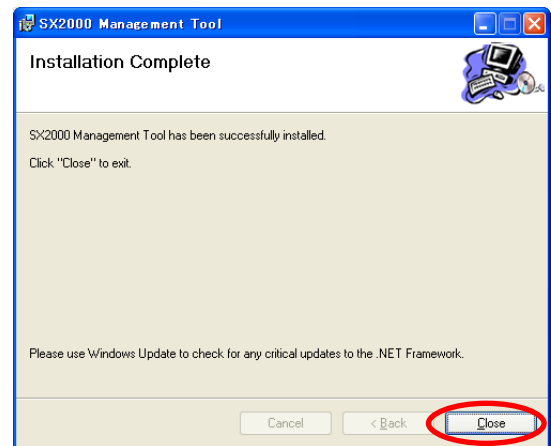 SX2000 Management Tool
Installation Complete
SX2000 Management Tool has been successfully installed.
Click "Close" to exit.
Please use Windows Update to check for any critical updates to the .NET Framework.
Cancel < Back Close